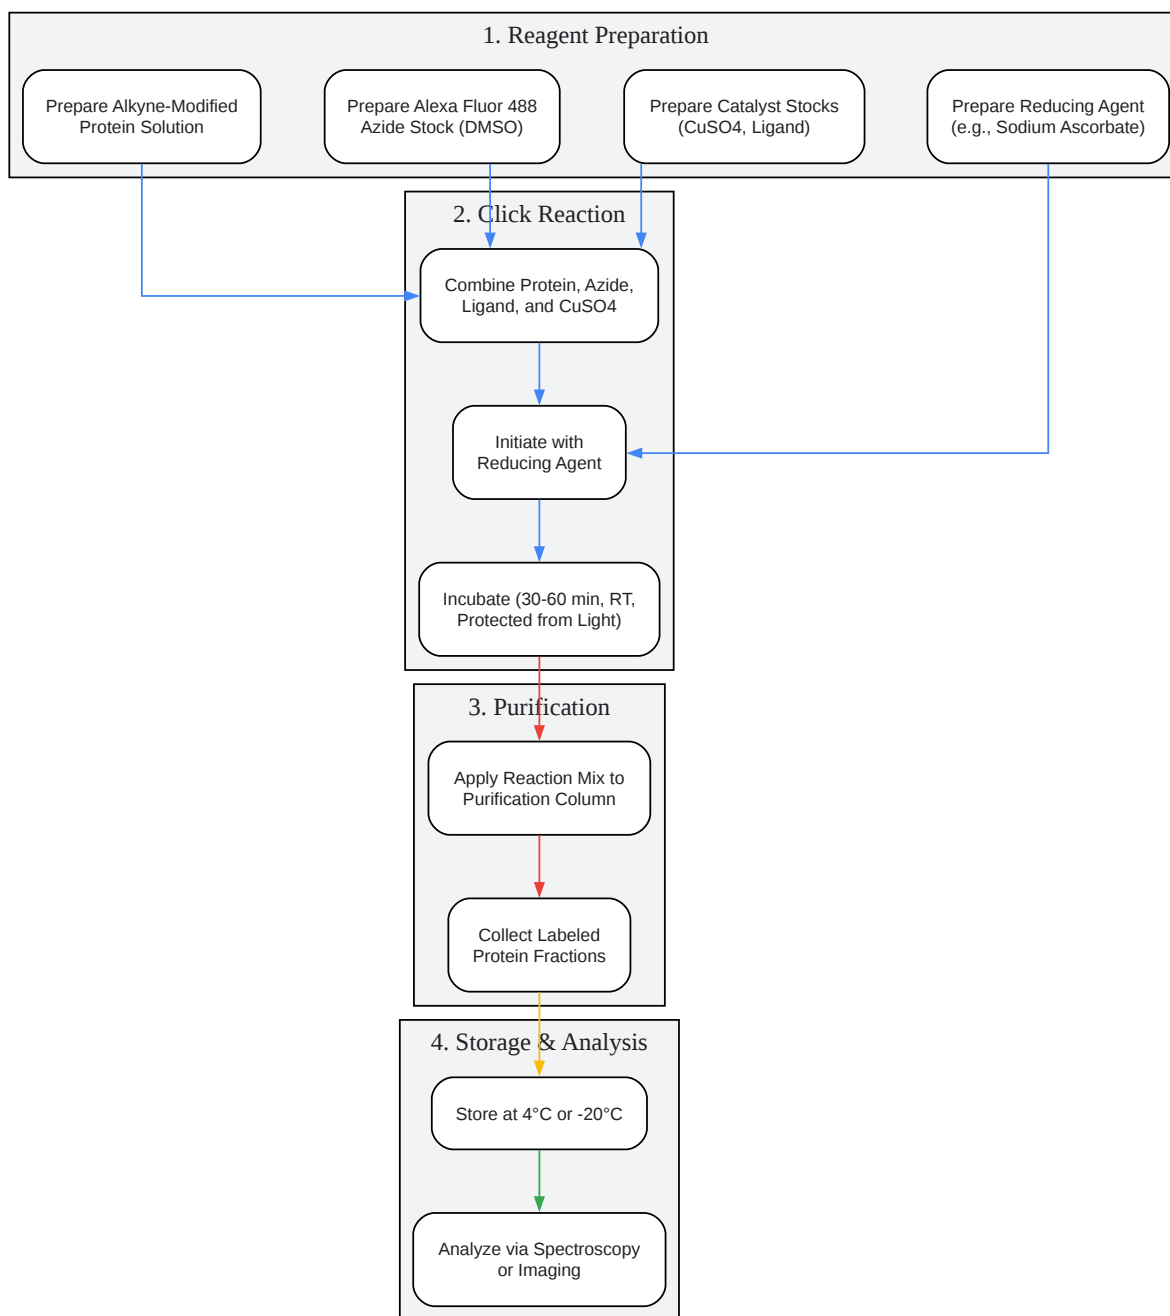 1. Reagent Preparation
Prepare Alkyne-Modified
Protein Solution
Prepare Alexa Fluor 488
Azide Stock (DMSO)
Prepare Catalyst Stocks
(CuSO4, Ligand)
Prepare Reducing Agent
(e.g., Sodium Ascorbate)
2. Click Reaction
Combine Protein, Azide,
Ligand, and CuSO4
Initiate with
Reducing Agent
Incubate (30-60 min, RT,
Protected from Light)
3. Purification
Apply Reaction Mix to
Purification Column
Collect Labeled
Protein Fractions
4. Storage & Analysis
Store at 4°C or -20°C
Analyze via Spectroscopy
or Imaging